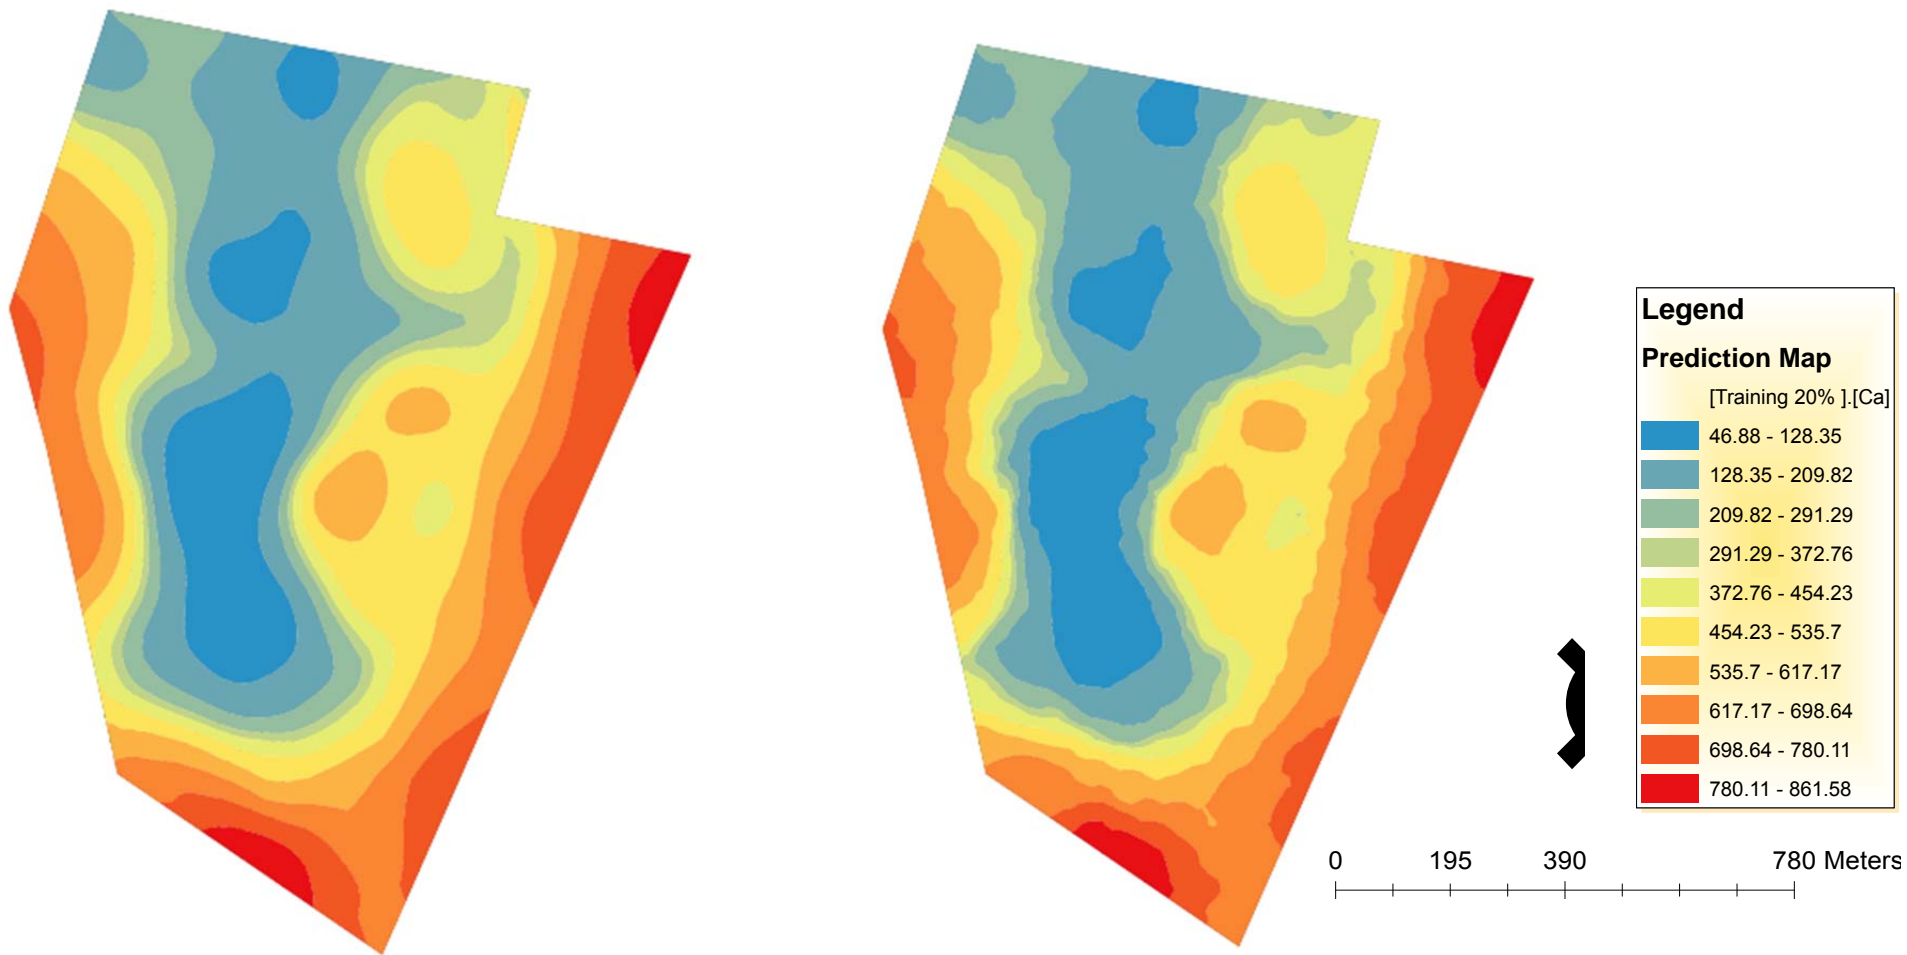 Legend
Prediction Map
[Training 20% ].[Ca]
46.88 - 128.35
128.35 - 209.82
209.82 - 291.29
291.29 - 372.76
372.76 - 454.23
454.23 - 535.7
535.7 - 617.17
617.17 - 698.64
698.64 - 780.11
780.11 - 861.58
0 195 390 780 Meters